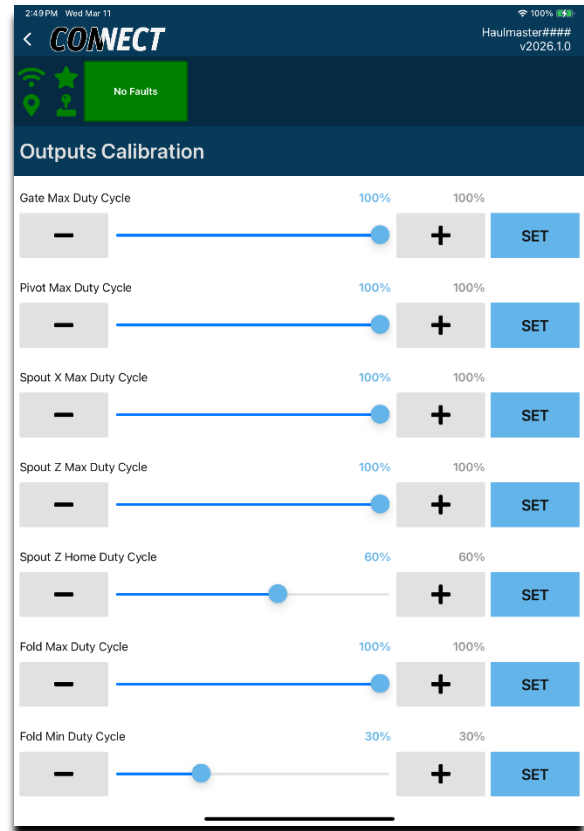 2:49 PM Wed Mar 11
100%
CONNECT
Haulmaster####
v2026.1.0
No Faults
Outputs Calibration
Gate Max Duty Cycle 100% 100%
SET
Pivot Max Duty Cycle 100% 100%
SET
Spout X Max Duty Cycle 100% 100%
SET
Spout Z Max Duty Cycle 100% 100%
SET
Spout Z Home Duty Cycle 60% 60%
SET
Fold Max Duty Cycle 100% 100%
SET
Fold Min Duty Cycle 30% 30%
SET